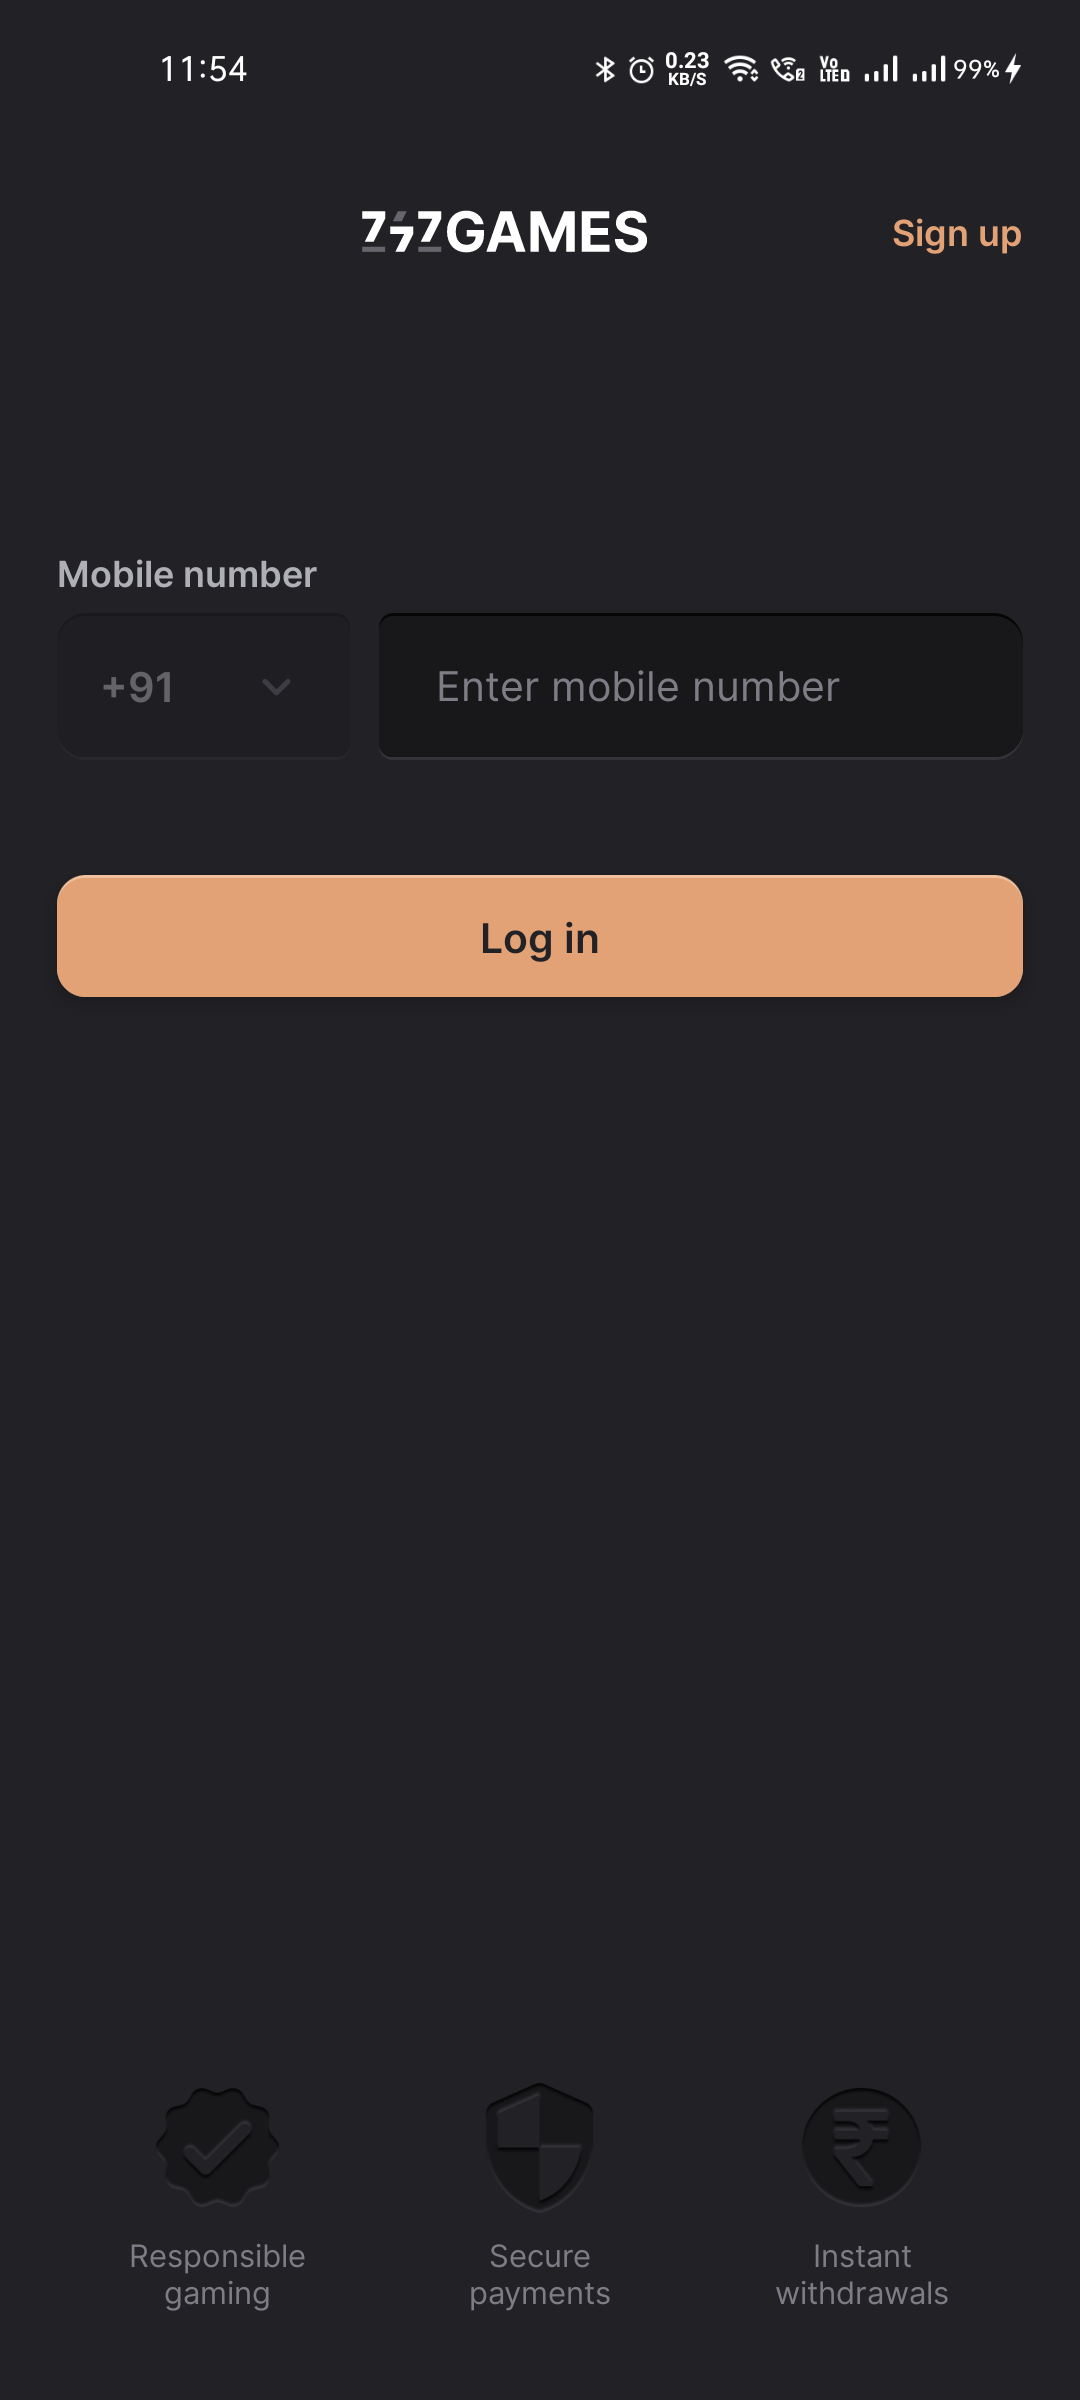 11:54
0.23
KB/S
2
Vo
LTE D
99%
777GAMES
Sign up
Mobile number
+91
Enter mobile number
Log in
Responsible
gaming
Secure
payments
Instant
withdrawals